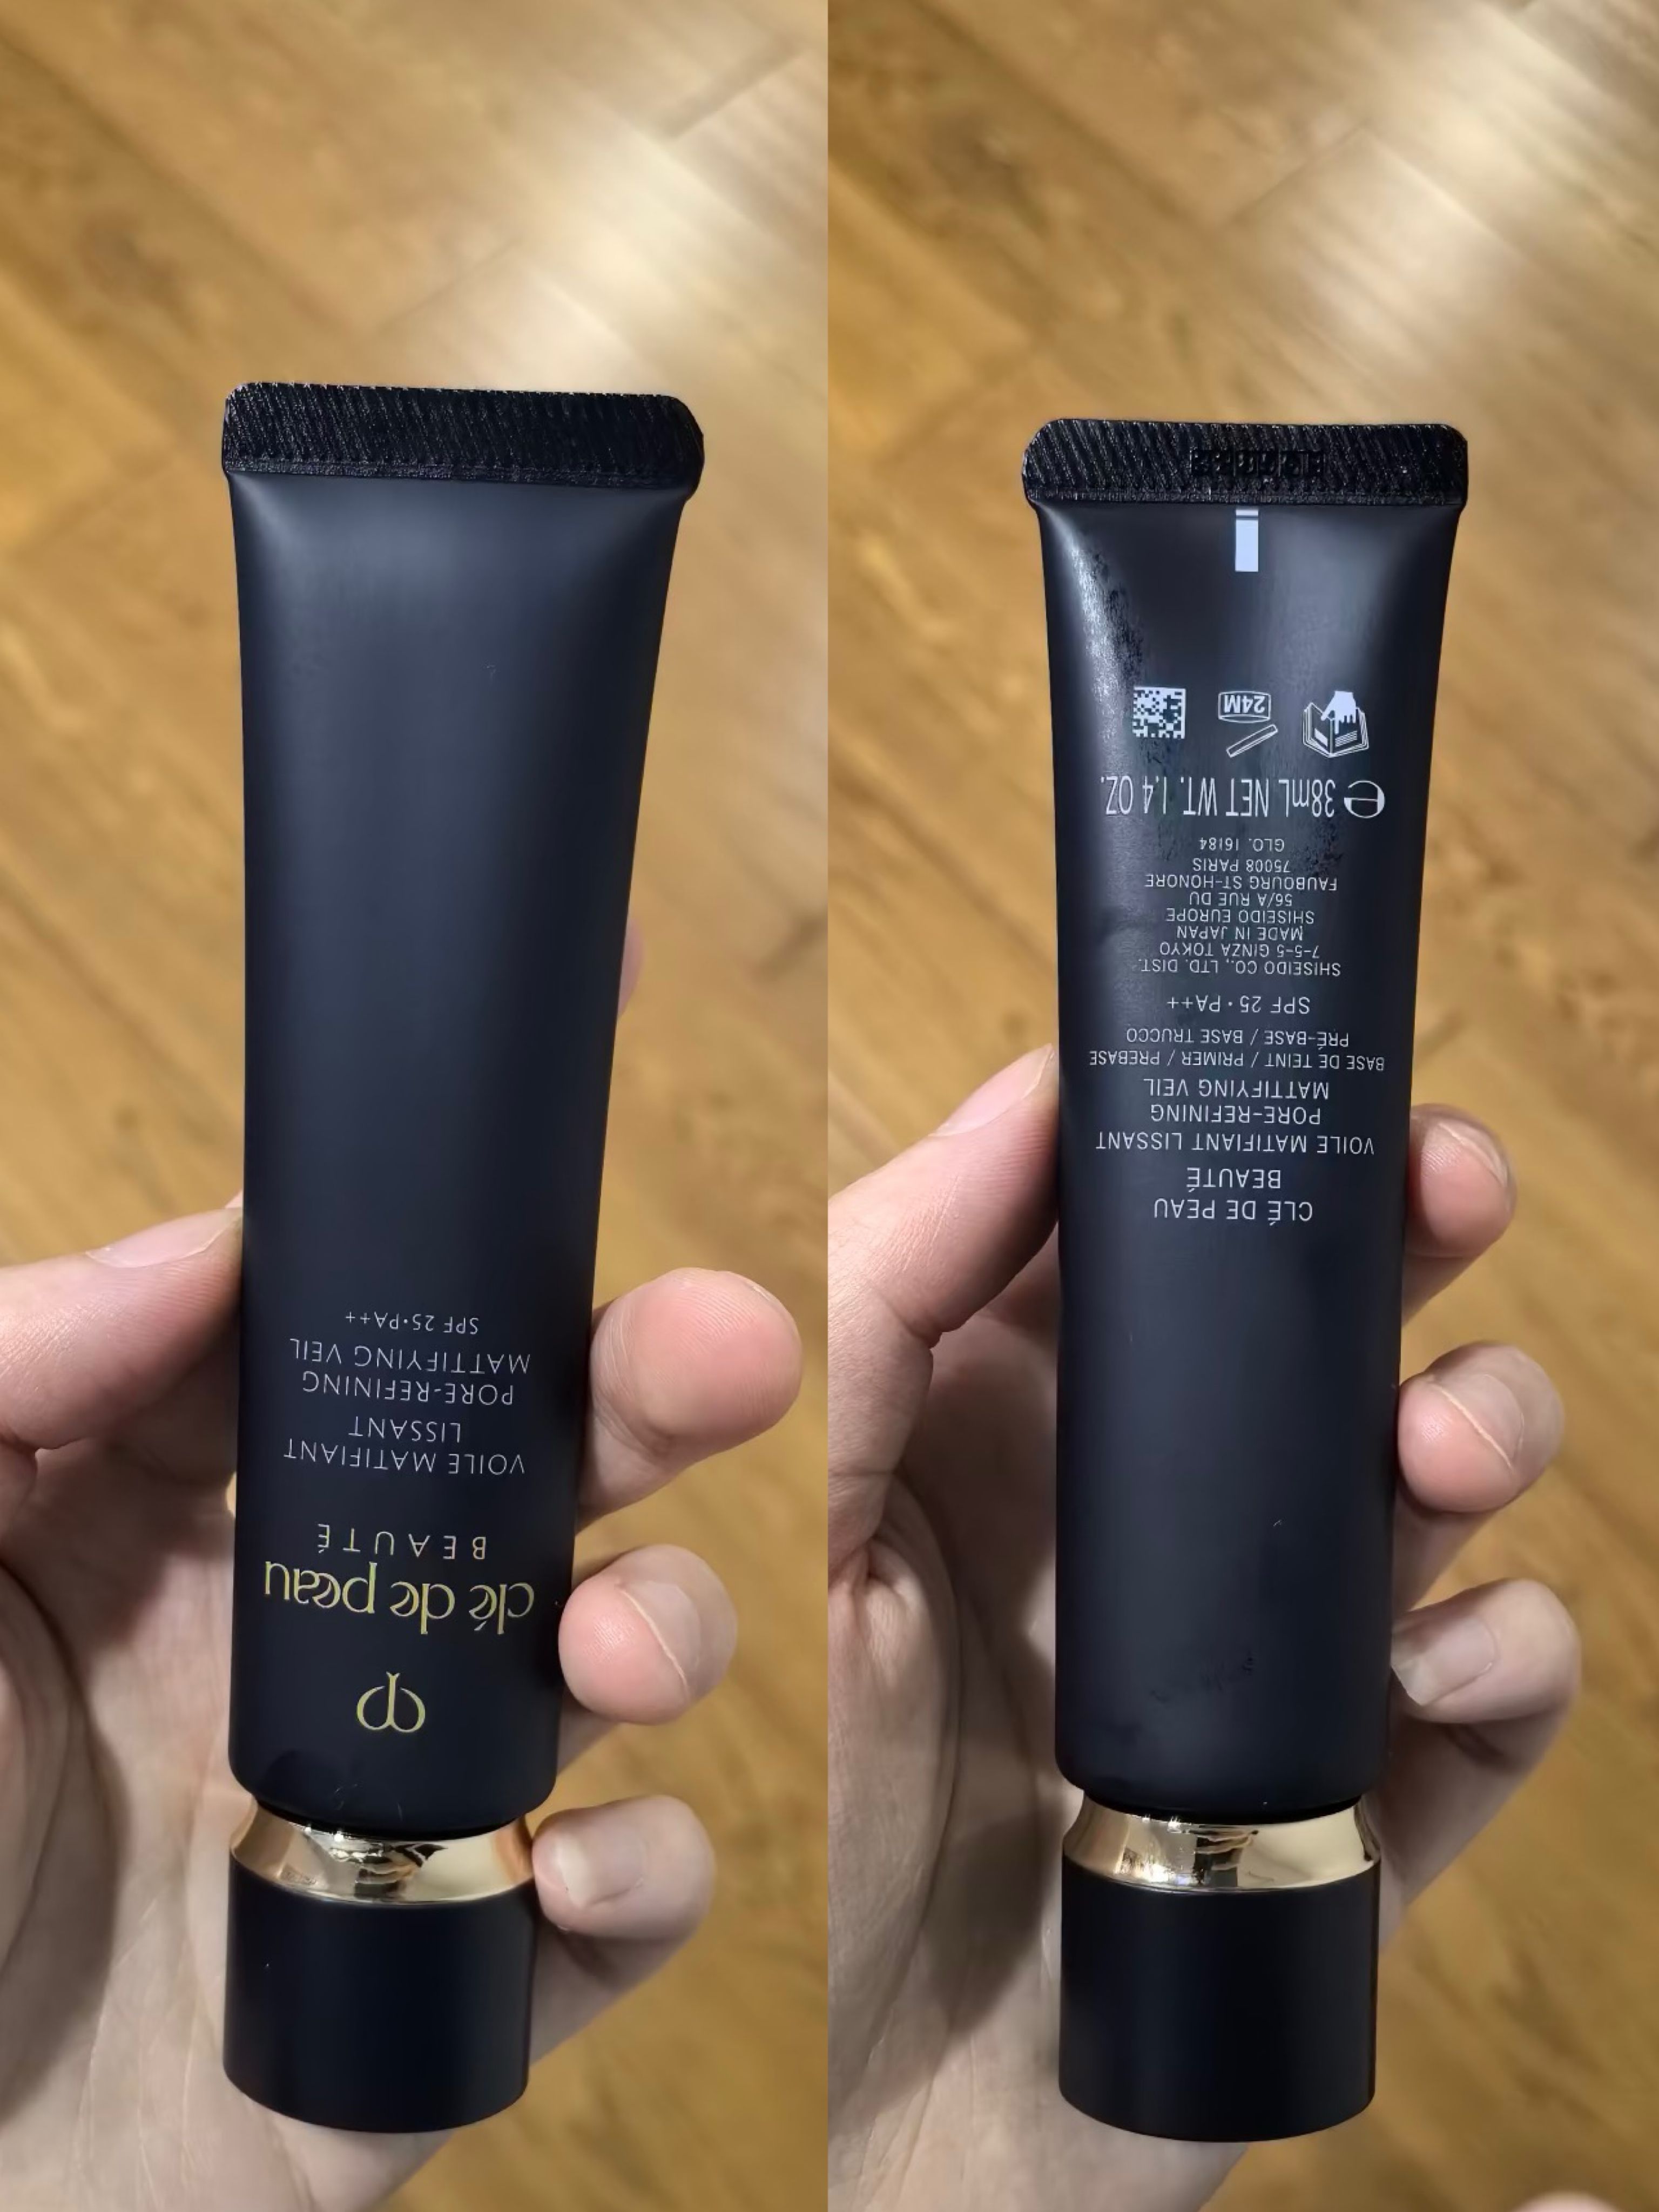 clé de peau
BEAUTÉ
VOILE MATIFIANT
LISSANT
PORE-REFINING
MATTIFYING VEIL
SPF 25•PA++
CLÉ DE PEAU
BEAUTÉ
VOILE MATIFIANT LISSANT
PORE-REFINING
MATTIFYING VEIL
BASE DE TEINT / PRIMER / PREBASE
PRÉ-BASE / BASE TRUCCO
SPF 25 • PA++
SHISEIDO CO., LTD. DIST.
7-5-5 GINZA TOKYO
MADE IN JAPAN
SHISEIDO EUROPE
56/A RUE DU
FAUBOURG ST-HONORE
75008 PARIS
GLO. 16184
e 38mL NET WT. 1.4 OZ.
24M